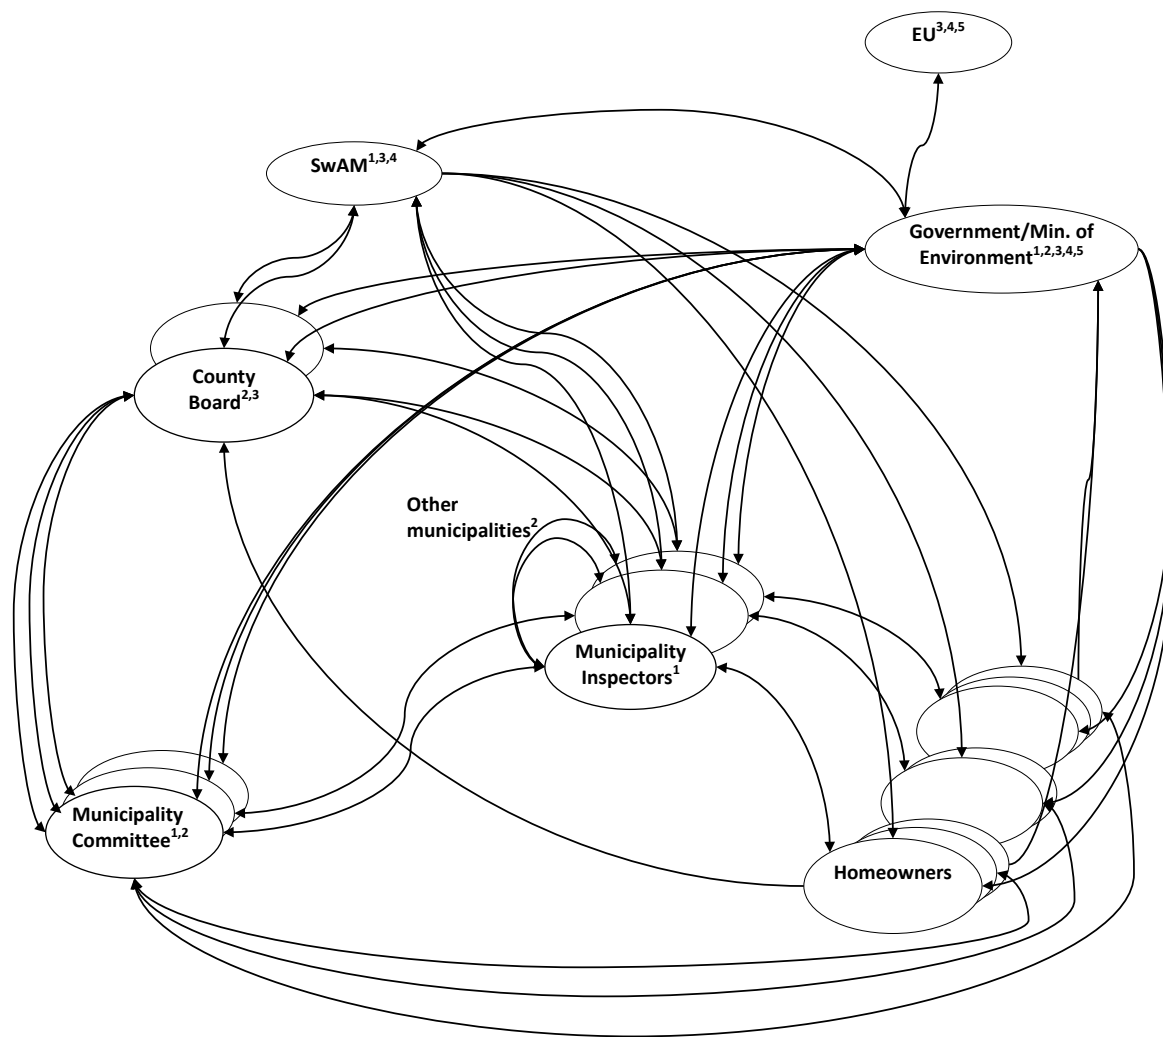 EU3,4,5
SwAM1,3,4
Government/Min. of
Environment1,2,3,4,5
County
Board2,3
Other
municipalities2
Municipality
Inspectors1
Municipality
Committee1,2
Homeowners